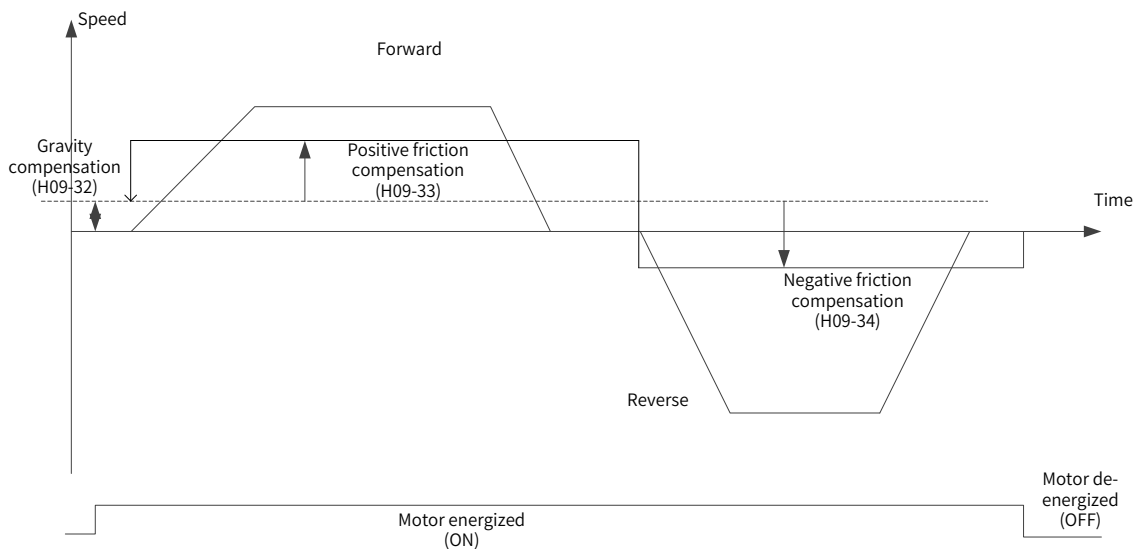 Speed
Forward
Gravity
compensation
(H09-32)
Positive friction
compensation
(H09-33)
Time
Negative friction
compensation
(H09-34)
Reverse
Motor energized
(ON)
Motor de-
energized
(OFF)